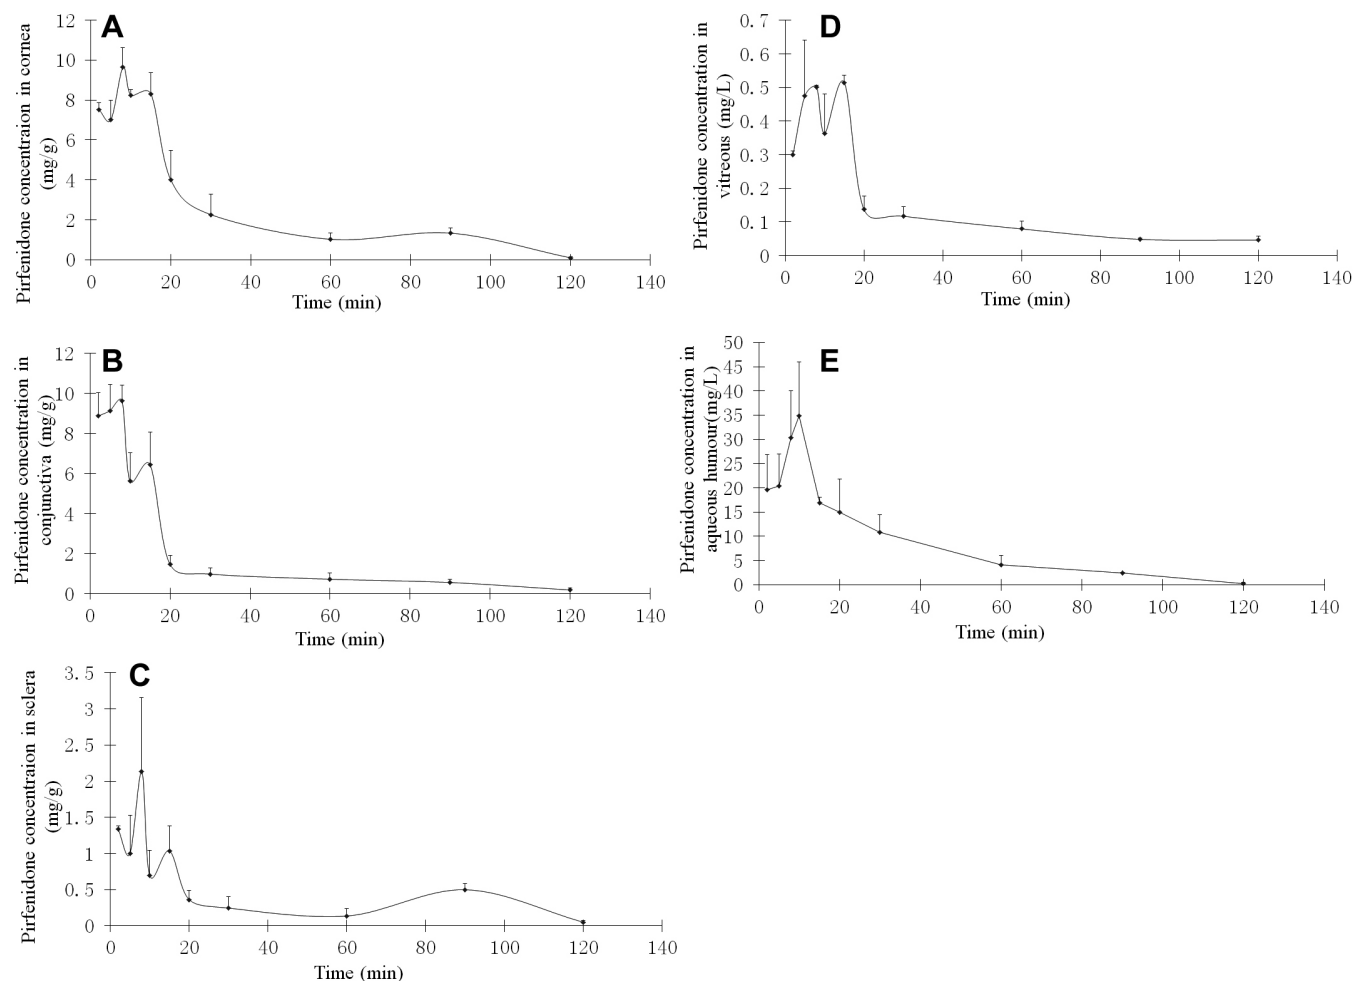 A
Pirfenidone concentraion in cornea
(mg/g)
12
10
8
6
4
2
0
0 20 40 60 80 100 120 140
Time (min)
D
Pirfenidone concentration in
vitreous (mg/L)
0.7
0.6
0.5
0.4
0.3
0.2
0.1
0
0 20 40 60 80 100 120 140
Time (min)
B
Pirfenidone concentration in
conjunctiva (mg/g)
12
10
8
6
4
2
0
0 20 40 60 80 100 120 140
Time (min)
E
Pirfenidone concentration in
aqueous humour(mg/L)
50
45
40
35
30
25
20
15
10
5
0
0 20 40 60 80 100 120 140
Time (min)
C
Pirfenidone concentraion in sclera
(mg/g)
3.5
3
2.5
2
1.5
1
0.5
0
0 20 40 60 80 100 120 140
Time (min)